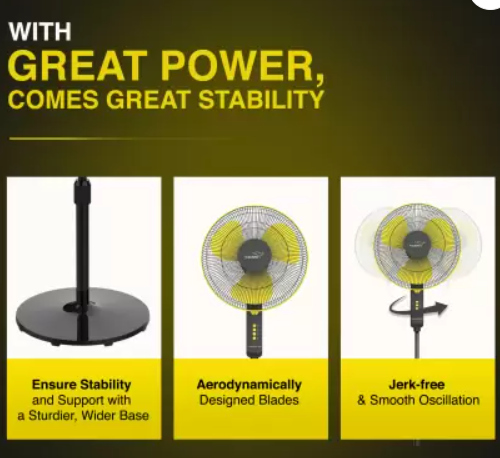 WITH
GREAT POWER,
COMES GREAT STABILITY
Ensure Stability
and Support with
a Sturdier, Wider Base
Aerodynamically
Designed Blades
Jerk-free
& Smooth Oscillation